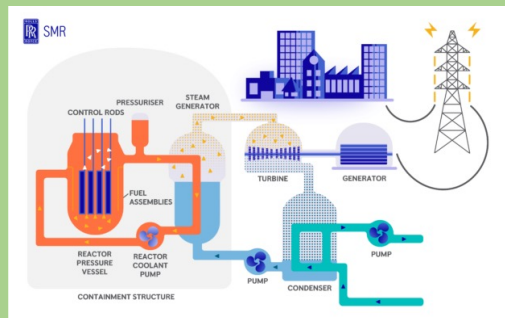 SMR
PRESSURISER
CONTROL RODS
STEAM
GENERATOR
FUEL
ASSEMBLIES
REACTOR
PRESSURE
VESSEL
REACTOR
COOLANT
PUMP
CONTAINMENT STRUCTURE
TURBINE
GENERATOR
PUMP
CONDENSER
PUMP